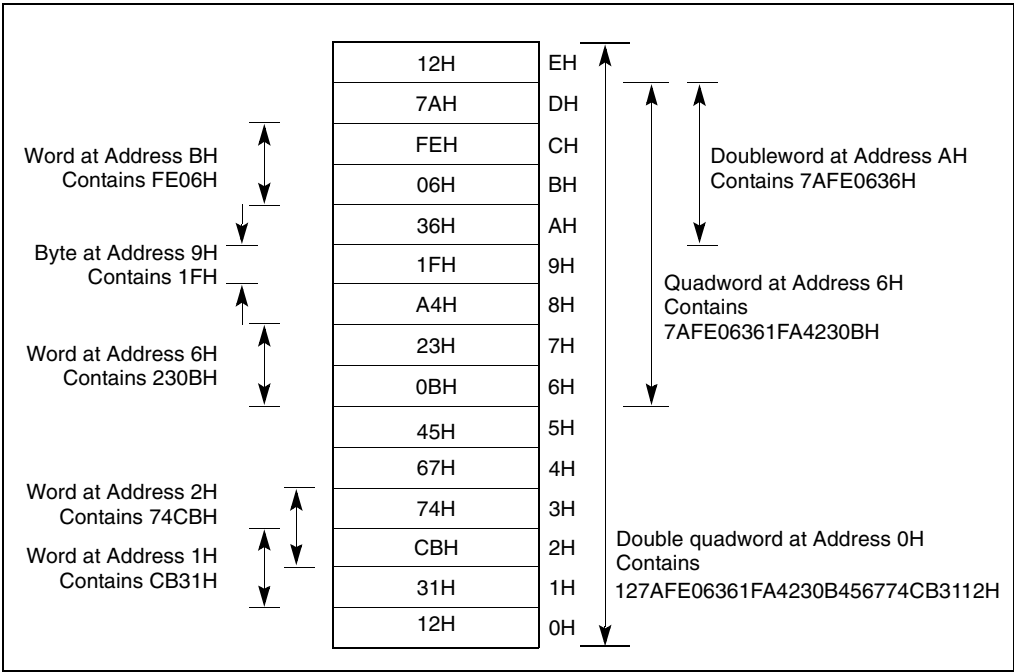 12H EH
7AH DH
FEH CH
06H BH
36H AH
1FH 9H
A4H 8H
23H 7H
0BH 6H
45H 5H
67H 4H
74H 3H
CBH 2H
31H 1H
12H 0H
Word at Address BH
Contains FE06H
Byte at Address 9H
Contains 1FH
Word at Address 6H
Contains 230BH
Word at Address 2H
Contains 74CBH
Word at Address 1H
Contains CB31H
Doubleword at Address AH
Contains 7AFE0636H
Quadword at Address 6H
Contains
7AFE06361FA4230BH
Double quadword at Address 0H
Contains
127AFE06361FA4230B456774CB3112H